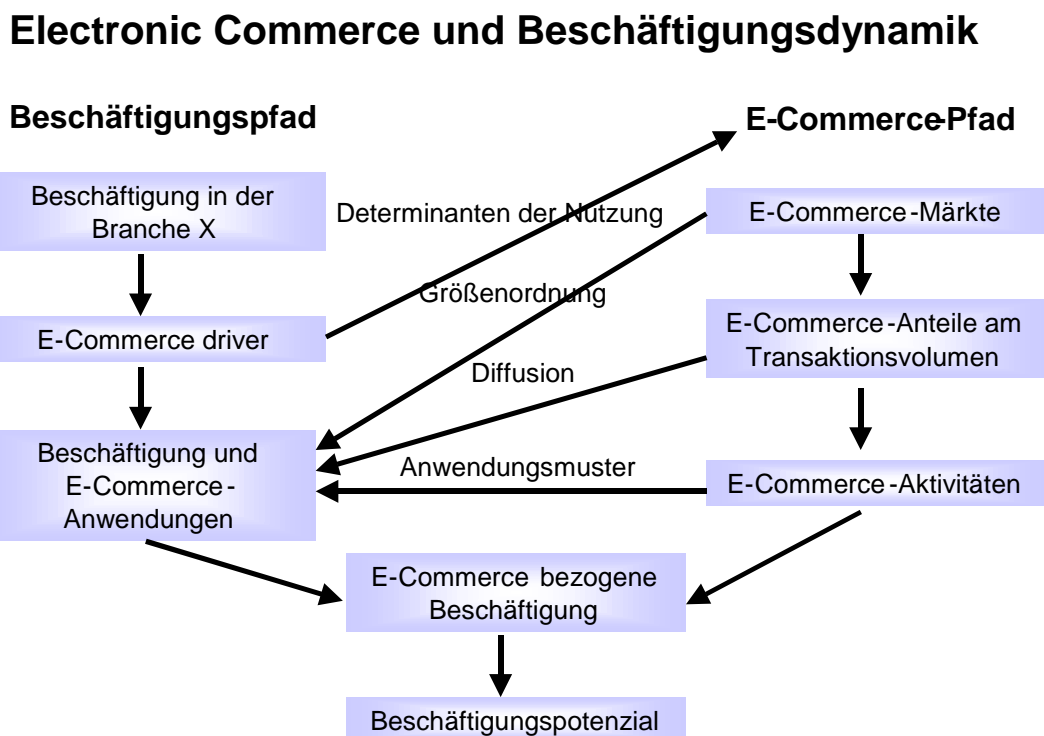 Electronic Commerce und Beschäftigungsdynamik
Beschäftigungspfad
E-Commerce-Pfad
Beschäftigung in der
Branche X
Determinanten der Nutzung
E-Commerce-Märkte
Größenordnung
E-Commerce driver
E-Commerce-Anteile am
Transaktionsvolumen
Diffusion
Beschäftigung und
E-Commerce-
Anwendungen
Anwendungsmuster
E-Commerce-Aktivitäten
E-Commerce bezogene
Beschäftigung
Beschäftigungspotenzial